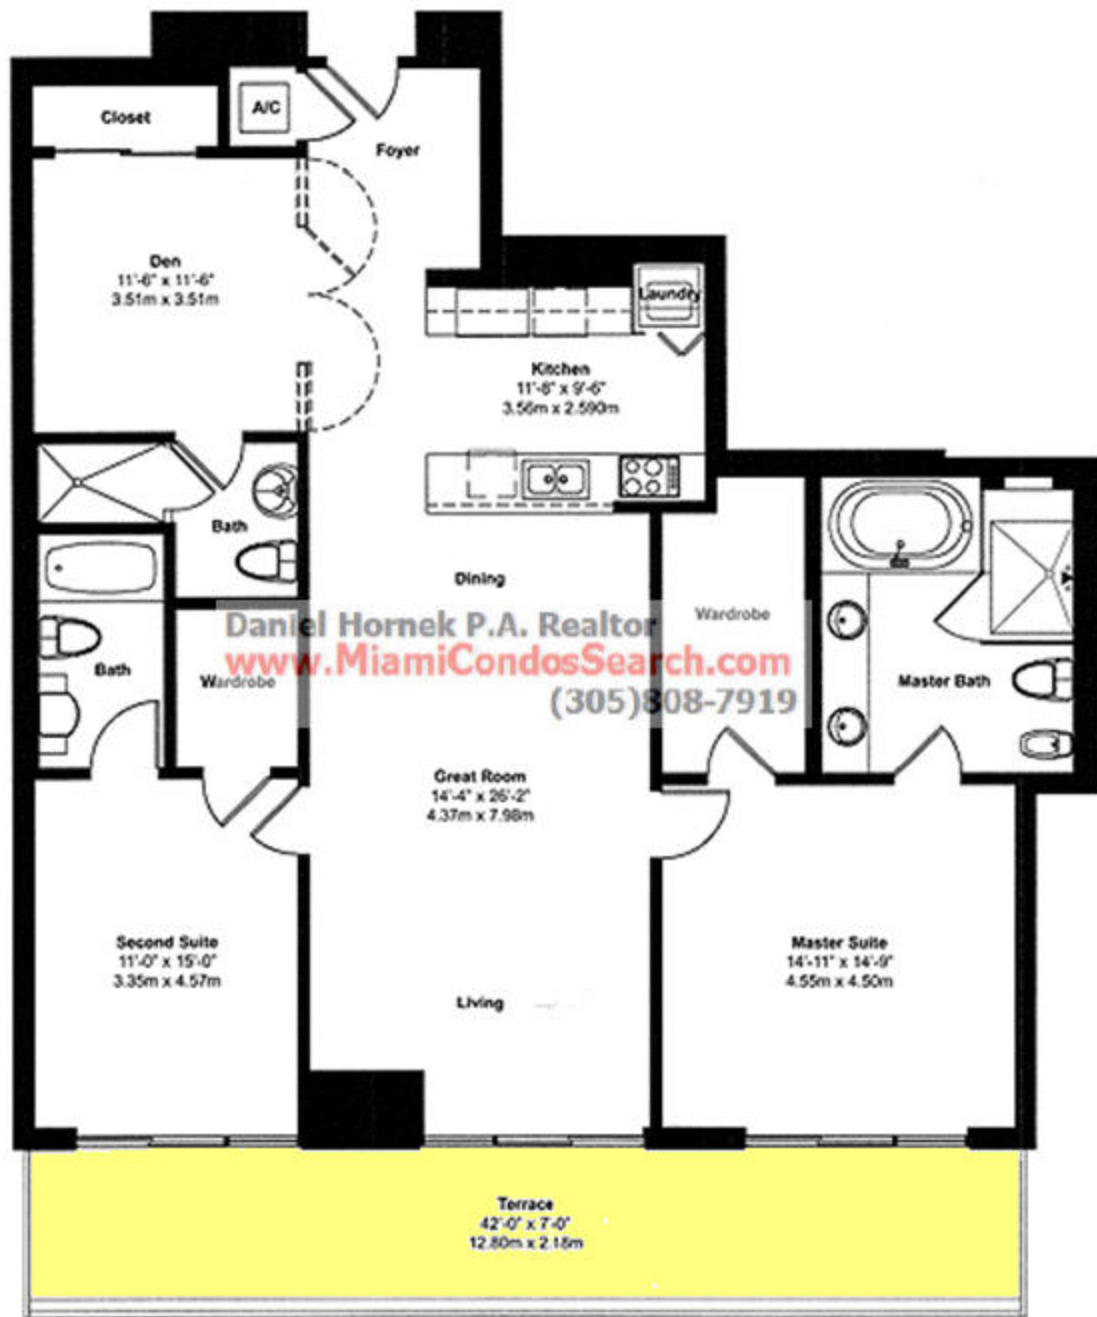 Closet
A/C
Foyer
Den
11'-6" x 11'-6"
3.51m x 3.51m
Laundry
Kitchen
11'-8" x 9'-6"
3.56m x 2.590m
Bath
Dining
Wardrobe
Daniel Hornek P.A. Realtor
www.MiamiCondosSearch.com
(305)808-7919
Bath
Wardrobe
Master Bath
Great Room
14'-4" x 26'-2"
4.37m x 7.98m
Second Suite
11'-0" x 15'-0"
3.35m x 4.57m
Master Suite
14'-11" x 14'-9"
4.55m x 4.50m
Living
Terrace
42'-0" x 7'-0"
12.80m x 2.18m